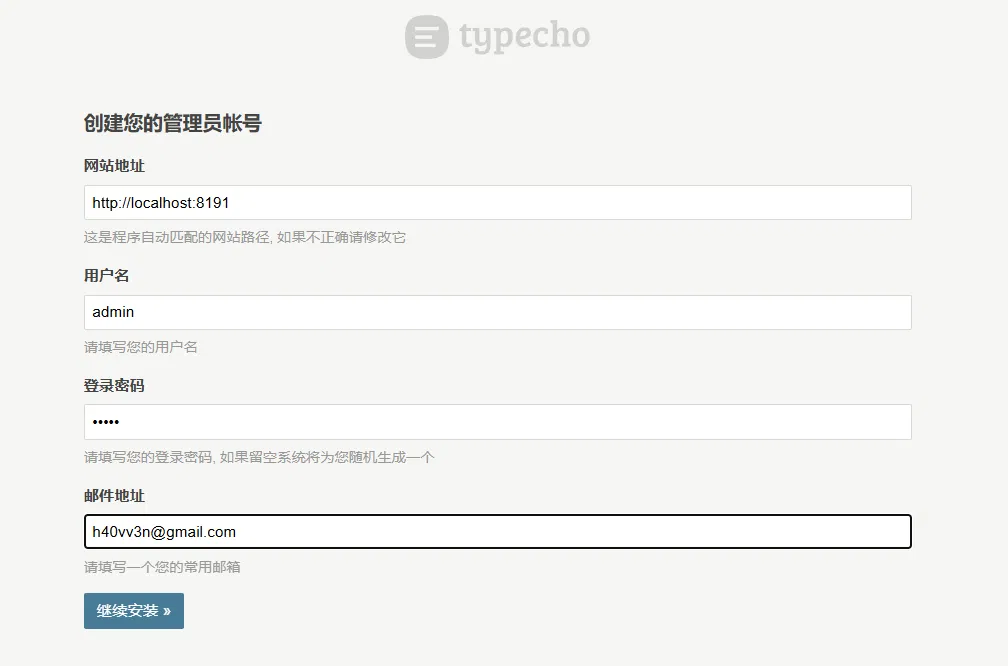 typecho
创建您的管理员帐号
网站地址
http://localhost:8191
这是程序自动匹配的网站路径, 如果不正确请修改它
用户名
admin
请填写您的用户名
登录密码
•••••
请填写您的登录密码, 如果留空系统将为您随机生成一个
邮件地址
h40vv3n@gmail.com
请填写一个您的常用邮箱
继续安装 »